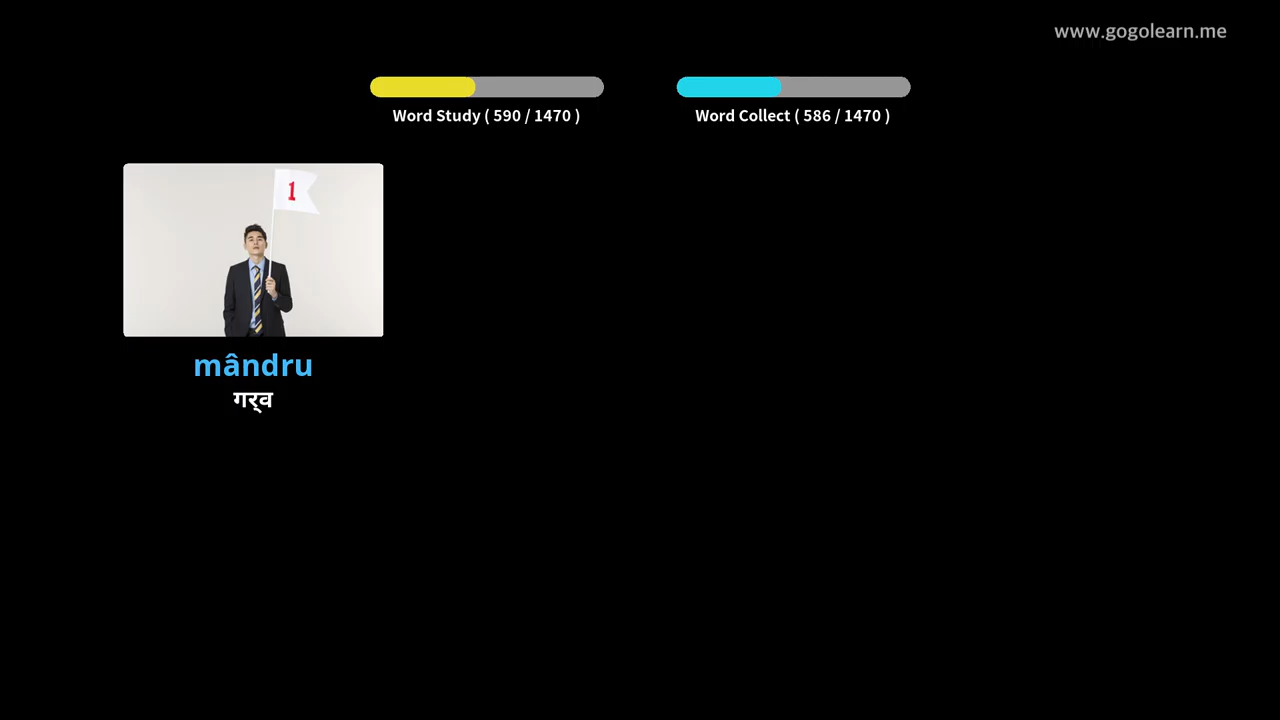 www.gogolearn.me
Word Study ( 590 / 1470 )
Word Collect ( 586 / 1470 )
1
mândru
गर्व